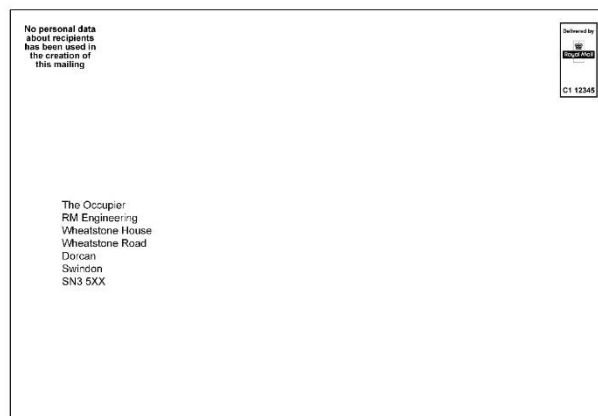 No personal data
about recipients
has been used in
the creation of
this mailing
Delivered by
Royal Mail
C1 12345
The Occupier
RM Engineering
Wheatstone House
Wheatstone Road
Dorcan
Swindon
SN3 5XX